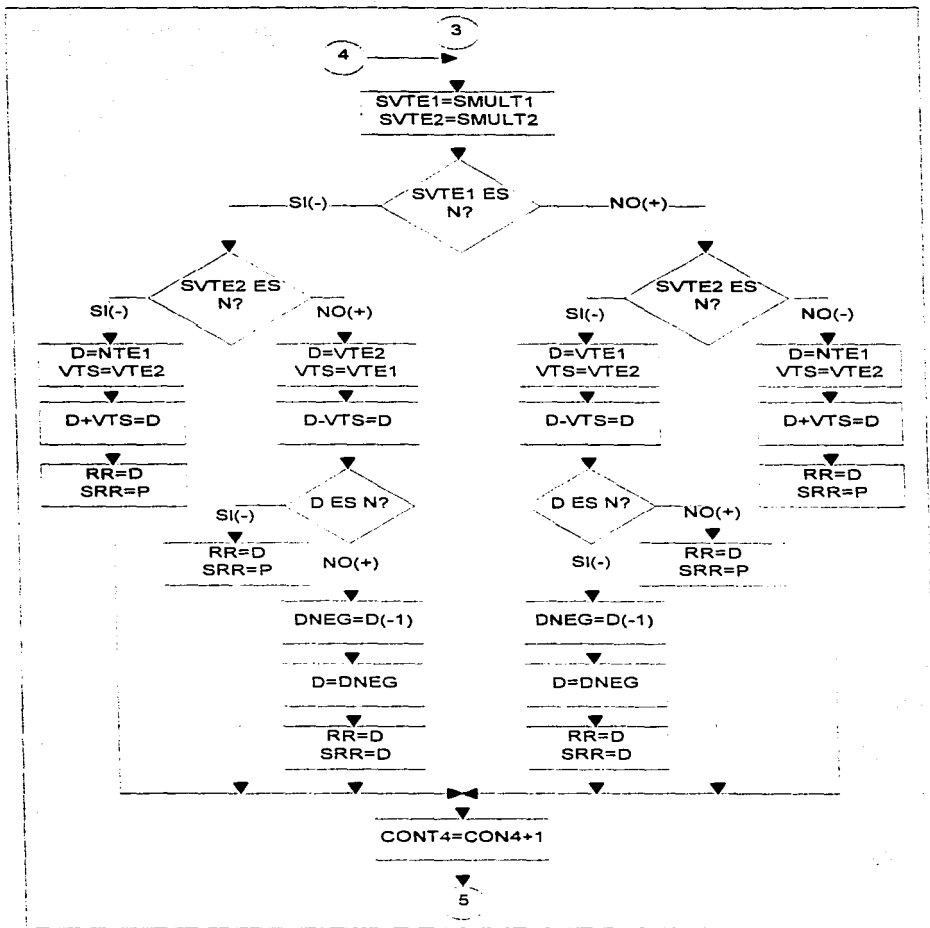 3
4
SVTE1=SMULT1
SVTE2=SMULT2
SVTE1 ES
N?
SI(-)
NO(+)
SVTE2 ES
N?
SI(-)
NO(+)
SVTE2 ES
N?
SI(-)
NO(-)
D=NTE1
VTS=VTE2
D=VTE2
VTS=VTE1
D=VTE1
VTS=VTE2
D=NTE1
VTS=VTE2
D+VTS=D
D-VTS=D
D-VTS=D
D+VTS=D
RR=D
SRR=P
D ES N?
D ES N?
RR=D
SRR=P
SI(-)
NO(+)
RR=D
SRR=P
NO(+)
SI(-)
RR=D
SRR=P
DNEG=D(-1)
DNEG=D(-1)
D=DNEG
D=DNEG
RR=D
SRR=D
RR=D
SRR=D
CONT4=CON4+1
5